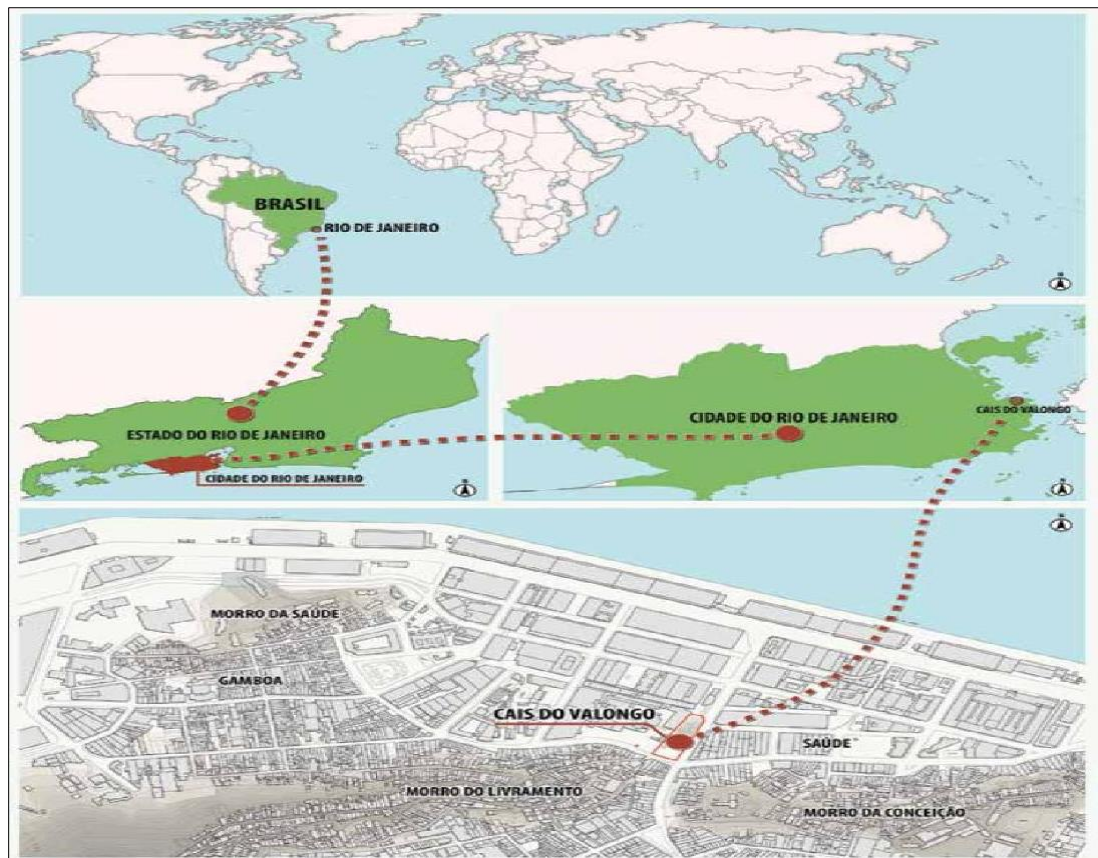 BRASIL
RIO DE JANEIRO
ESTADO DO RIO DE JANEIRO
CIDADE DO RIO DE JANEIRO
CIDADE DO RIO DE JANEIRO
CAIS DO VALONGO
MORRO DA SAÚDE
GAMBOA
CAIS DO VALONGO
SAÚDE
MORRO DO LIVRAMENTO
MORRO DA CONCEIÇÃO